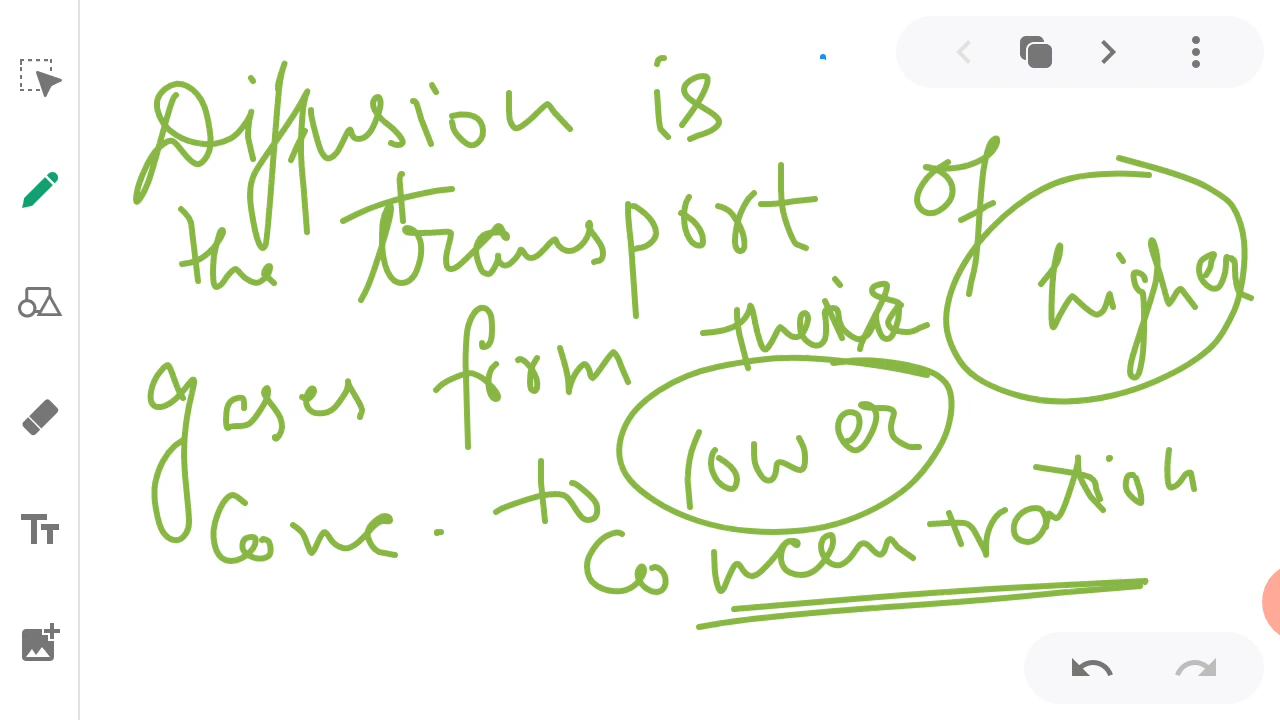 Diffusion is
the transport of
gases from their higher
conc. to lower
concentration